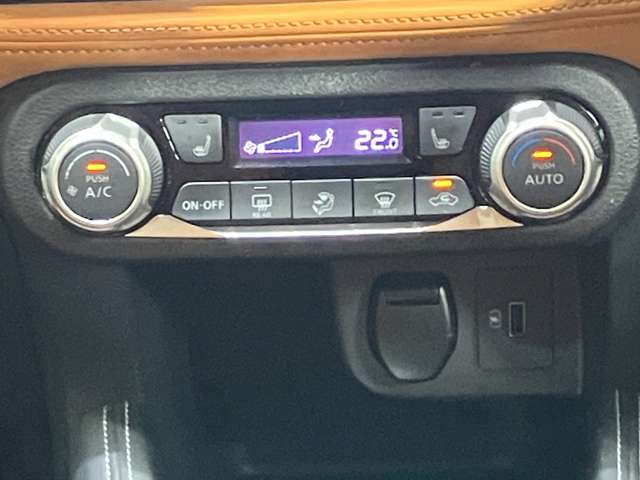 22.0°C
PUSH
A/C
PUSH
AUTO
ON·OFF
REAR
FRONT